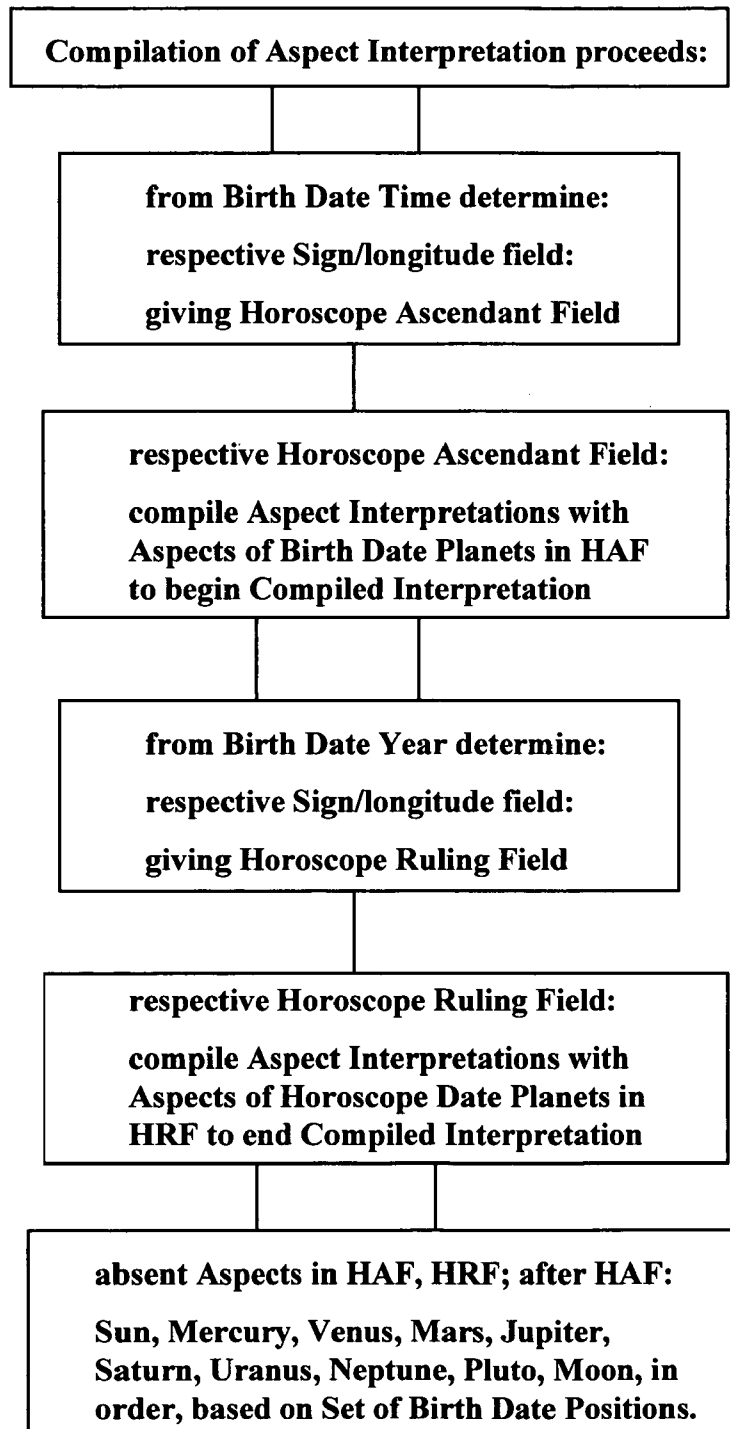 Compilation of Aspect Interpretation proceeds:
from Birth Date Time determine:
respective Sign/longitude field:
giving Horoscope Ascendant Field
respective Horoscope Ascendant Field:
compile Aspect Interpretations with
Aspects of Birth Date Planets in HAF
to begin Compiled Interpretation
from Birth Date Year determine:
respective Sign/longitude field:
giving Horoscope Ruling Field
respective Horoscope Ruling Field:
compile Aspect Interpretations with
Aspects of Horoscope Date Planets in
HRF to end Compiled Interpretation
absent Aspects in HAF, HRF; after HAF:
Sun, Mercury, Venus, Mars, Jupiter,
Saturn, Uranus, Neptune, Pluto, Moon, in
order, based on Set of Birth Date Positions.